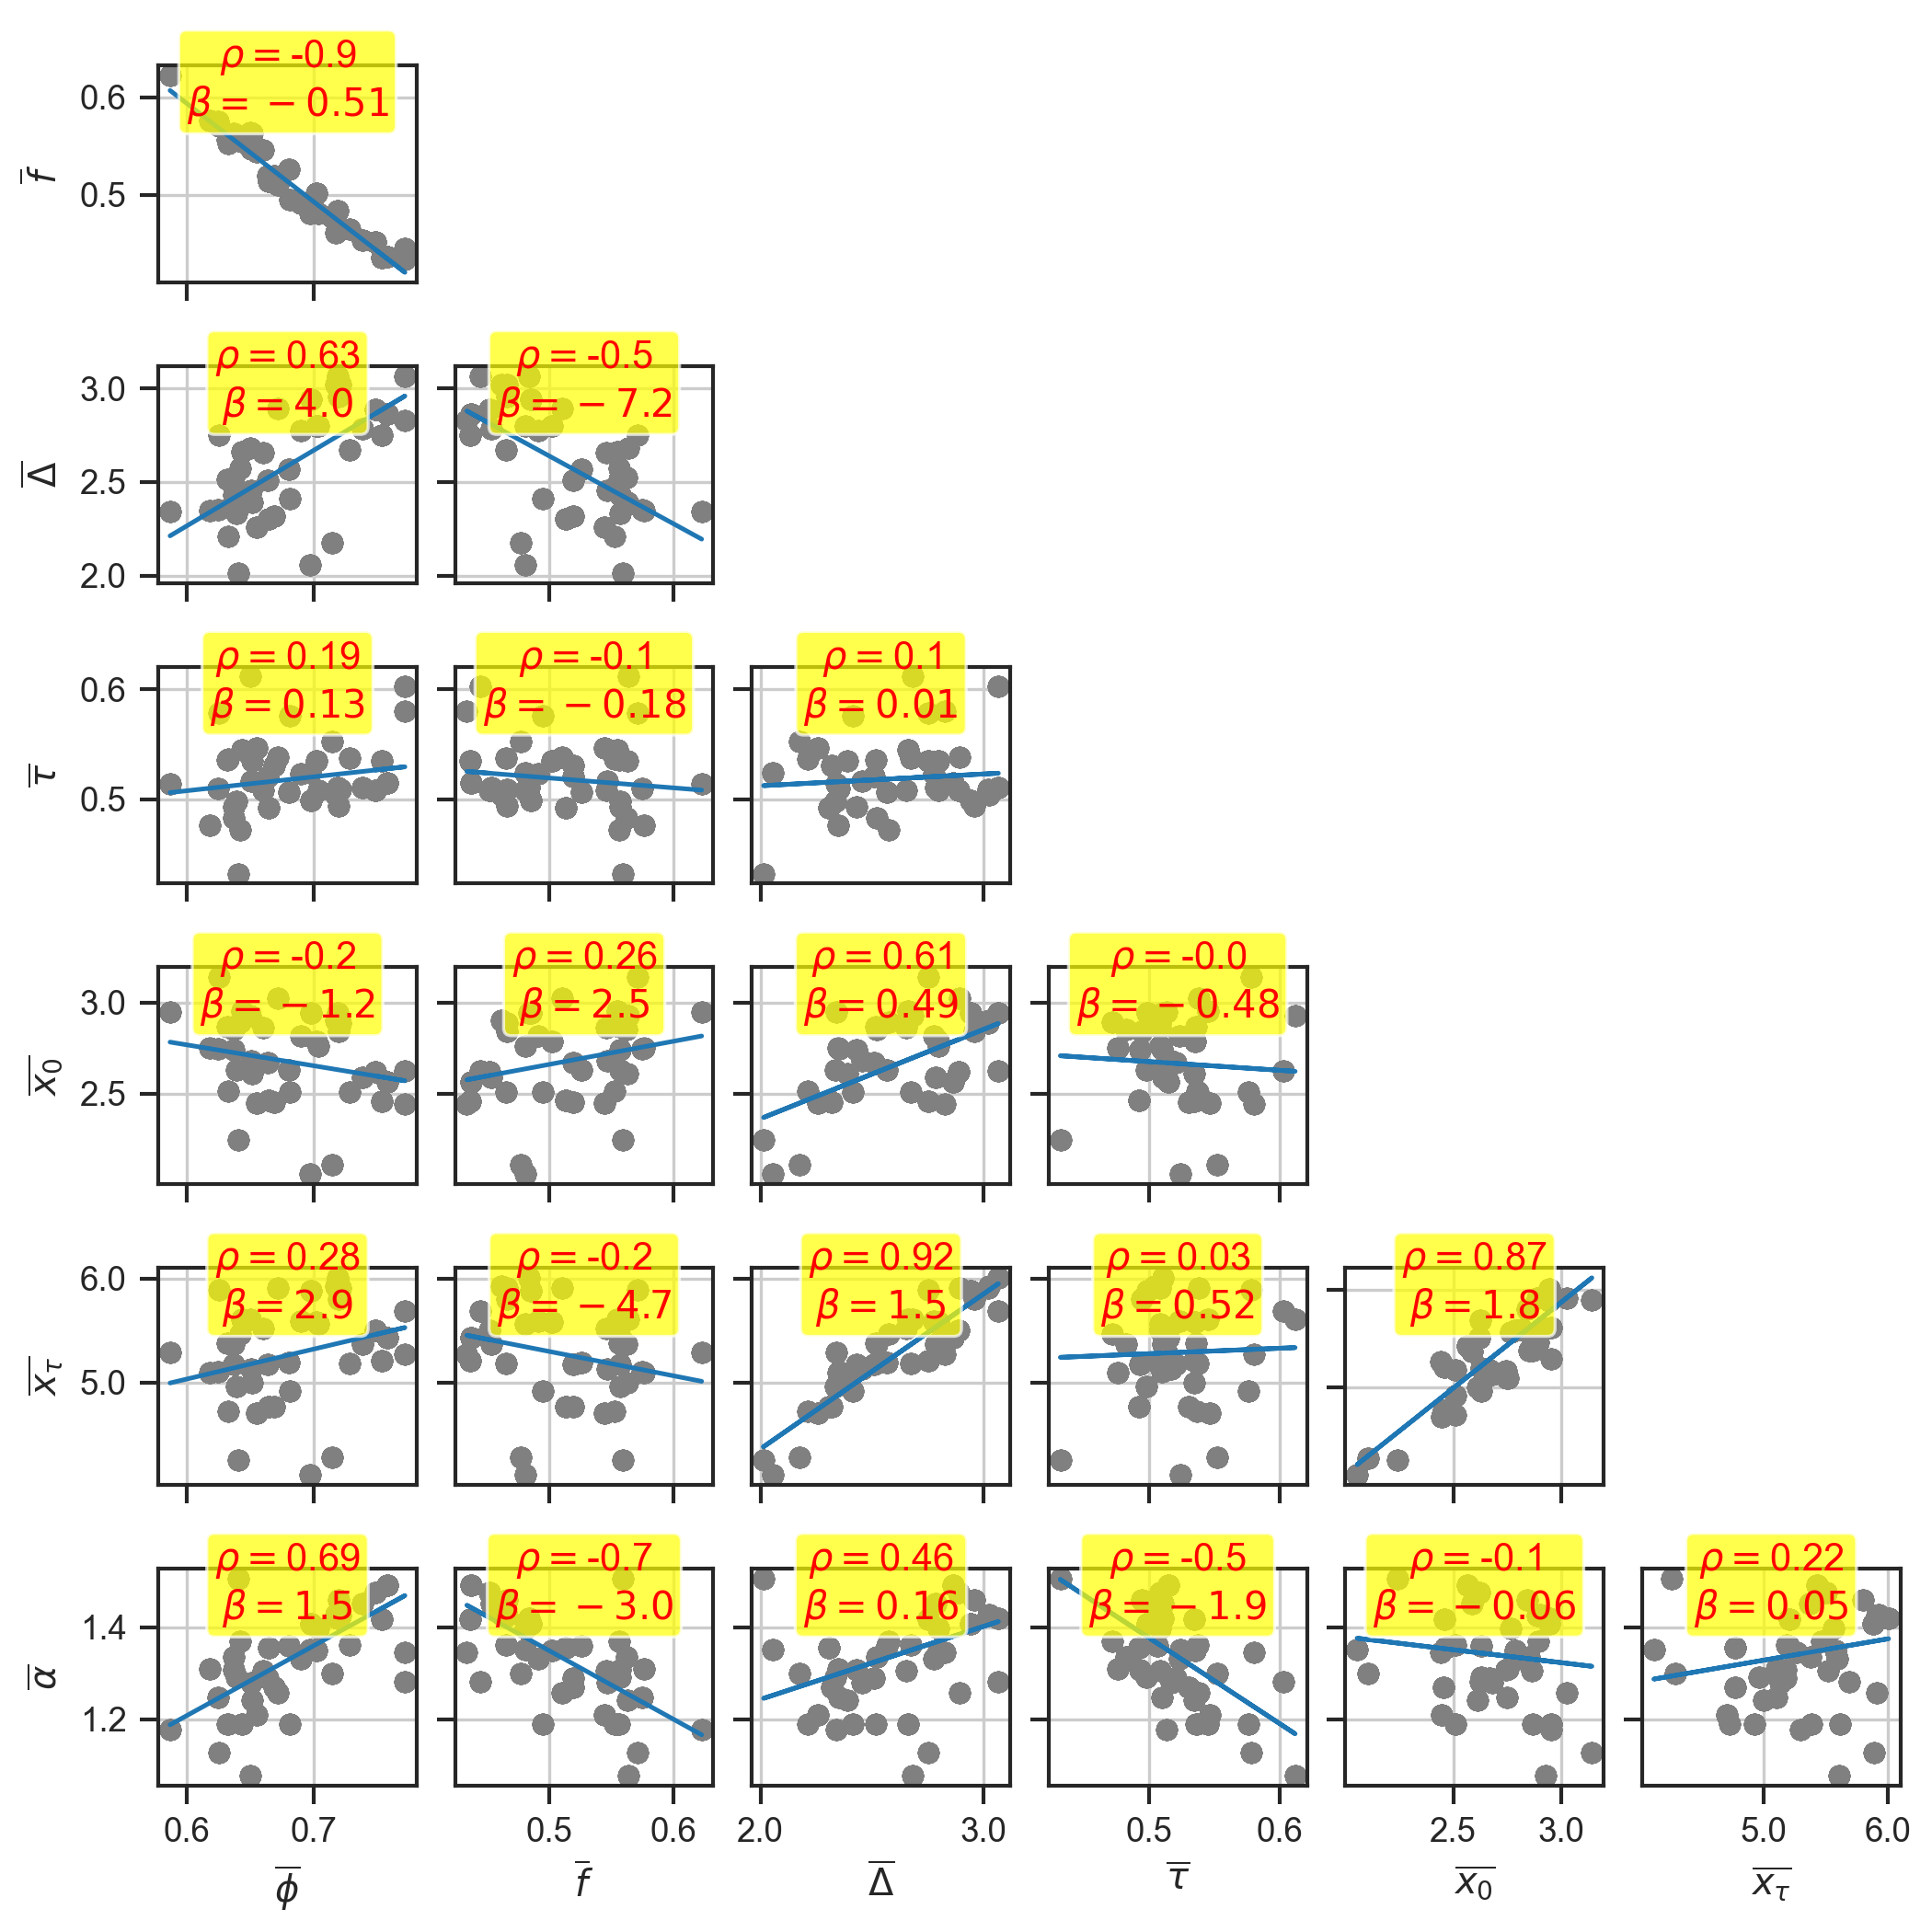 ρ = -0.9
β = −0.51
0.6
0.5
f̅
ρ = 0.63
β = 4.0
ρ = -0.5
β = −7.2
3.0
2.5
2.0
Δ̅
ρ = 0.19
β = 0.13
ρ = -0.1
β = −0.18
ρ = 0.1
β = 0.01
0.6
0.5
τ̅
ρ = -0.2
β = −1.2
ρ = 0.26
β = 2.5
ρ = 0.61
β = 0.49
ρ = -0.0
β = −0.48
3.0
2.5
x̅₀
ρ = 0.28
β = 2.9
ρ = -0.2
β = −4.7
ρ = 0.92
β = 1.5
ρ = 0.03
β = 0.52
ρ = 0.87
β = 1.8
6.0
5.0
x̅_τ
ρ = 0.69
β = 1.5
ρ = -0.7
β = −3.0
ρ = 0.46
β = 0.16
ρ = -0.5
β = −1.9
ρ = -0.1
β = −0.06
ρ = 0.22
β = 0.05
1.4
1.2
α̅
0.6 0.7 0.5 0.6 2.0 3.0 0.5 0.6 2.5 3.0 5.0 6.0
ϕ̅ f̅ Δ̅ τ̅ x̅₀ x̅_τ